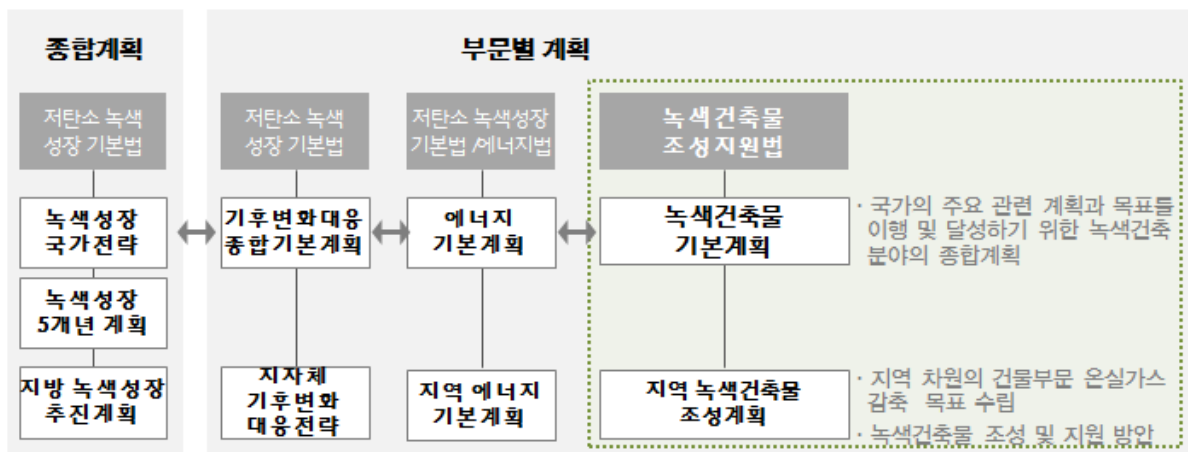 종합계획
부문별 계획
저탄소 녹색
성장 기본법
저탄소 녹색
성장 기본법
저탄소 녹색성장
기본법 /에너지법
녹색건축물
조성지원법
녹색성장
국가전략
기후변화대응
종합기본계획
에너지
기본계획
녹색건축물
기본계획
· 국가의 주요 관련 계획과 목표를
이행 및 달성하기 위한 녹색건축
분야의 종합계획
녹색성장
5개년 계획
지방 녹색성장
추진계획
지자체
기후변화
대응전략
지역 에너지
기본계획
지역 녹색건축물
조성계획
· 지역 차원의 건물부문 온실가스
감축 목표 수립
· 녹색건축물 조성 및 지원 방안